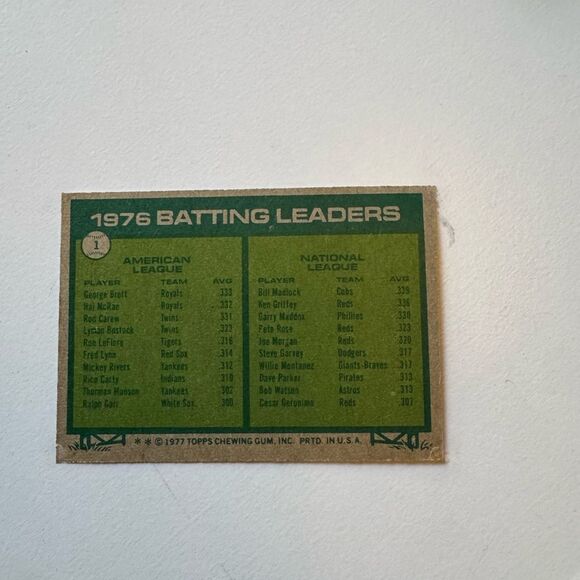 1976 BATTING LEADERS
1
AMERICAN LEAGUE
PLAYER TEAM AVG
George Brett Royals .333
Hal McRae Royals .332
Rod Carew Twins .331
Lyman Bostock Twins .323
Ron LeFlore Tigers .316
Fred Lynn Red Sox .314
Mickey Rivers Yankees .312
Rico Carty Indians .310
Thurman Munson Yankees .302
Ralph Garr White Sox .300
NATIONAL LEAGUE
PLAYER TEAM AVG
Bill Madlock Cubs .339
Ken Griffey Reds .336
Garry Maddox Phillies .330
Pete Rose Reds .323
Joe Morgan Reds .320
Steve Garvey Dodgers .317
Willie Montanez Giants-Braves .317
Dave Parker Pirates .313
Bob Watson Astros .313
Cesar Geronimo Reds .307
** © 1977 TOPPS CHEWING GUM, INC. PRTD. IN U.S.A.